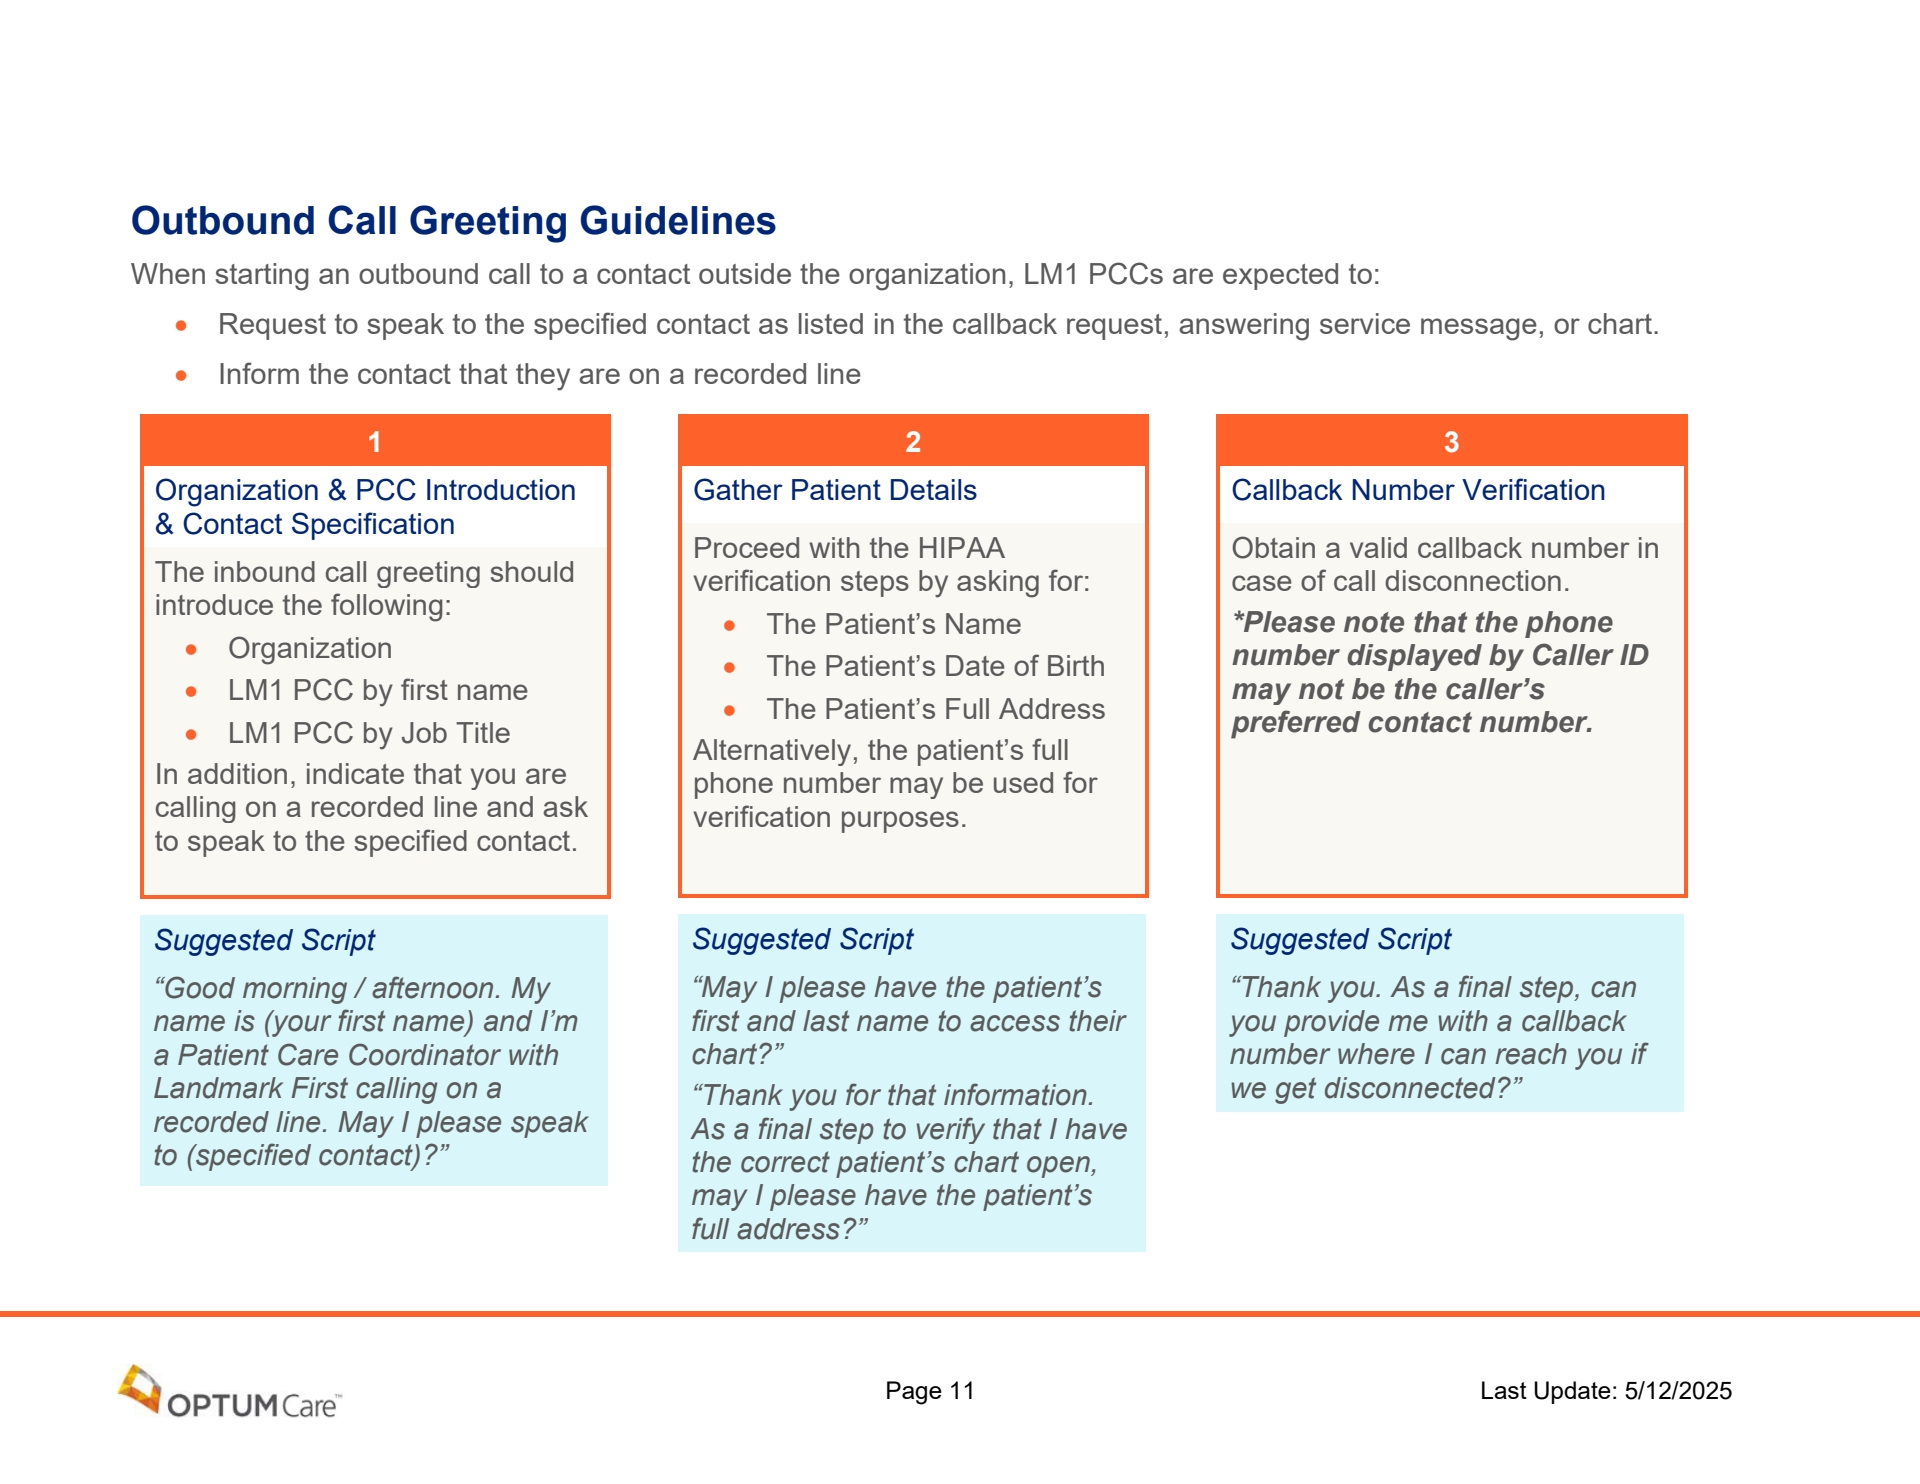 Outbound Call Greeting Guidelines
When starting an outbound call to a contact outside the organization, LM1 PCCs are expected to:
• Request to speak to the specified contact as listed in the callback request, answering service message, or chart.
• Inform the contact that they are on a recorded line
1
Organization & PCC Introduction
& Contact Specification
The inbound call greeting should
introduce the following:
• Organization
• LM1 PCC by first name
• LM1 PCC by Job Title
In addition, indicate that you are
calling on a recorded line and ask
to speak to the specified contact.
Suggested Script
“Good morning / afternoon. My
name is (your first name) and I’m
a Patient Care Coordinator with
Landmark First calling on a
recorded line. May I please speak
to (specified contact)?”
2
Gather Patient Details
Proceed with the HIPAA
verification steps by asking for:
• The Patient’s Name
• The Patient’s Date of Birth
• The Patient’s Full Address
Alternatively, the patient’s full
phone number may be used for
verification purposes.
Suggested Script
“May I please have the patient’s
first and last name to access their
chart?”
“Thank you for that information.
As a final step to verify that I have
the correct patient’s chart open,
may I please have the patient’s
full address?”
3
Callback Number Verification
Obtain a valid callback number in
case of call disconnection.
*Please note that the phone
number displayed by Caller ID
may not be the caller’s
preferred contact number.
Suggested Script
“Thank you. As a final step, can
you provide me with a callback
number where I can reach you if
we get disconnected?”
OPTUM Care™
Page 11
Last Update: 5/12/2025